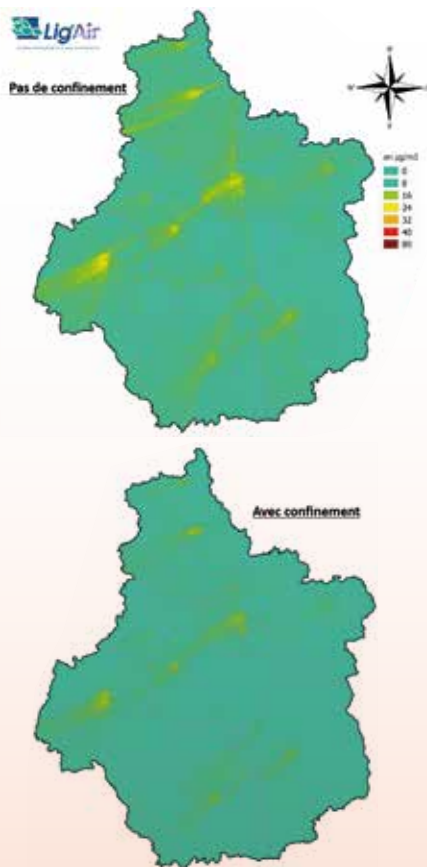 Lig'Air
Pas de confinement
N
en µg/m3
0
8
16
24
32
40
80
Avec confinement